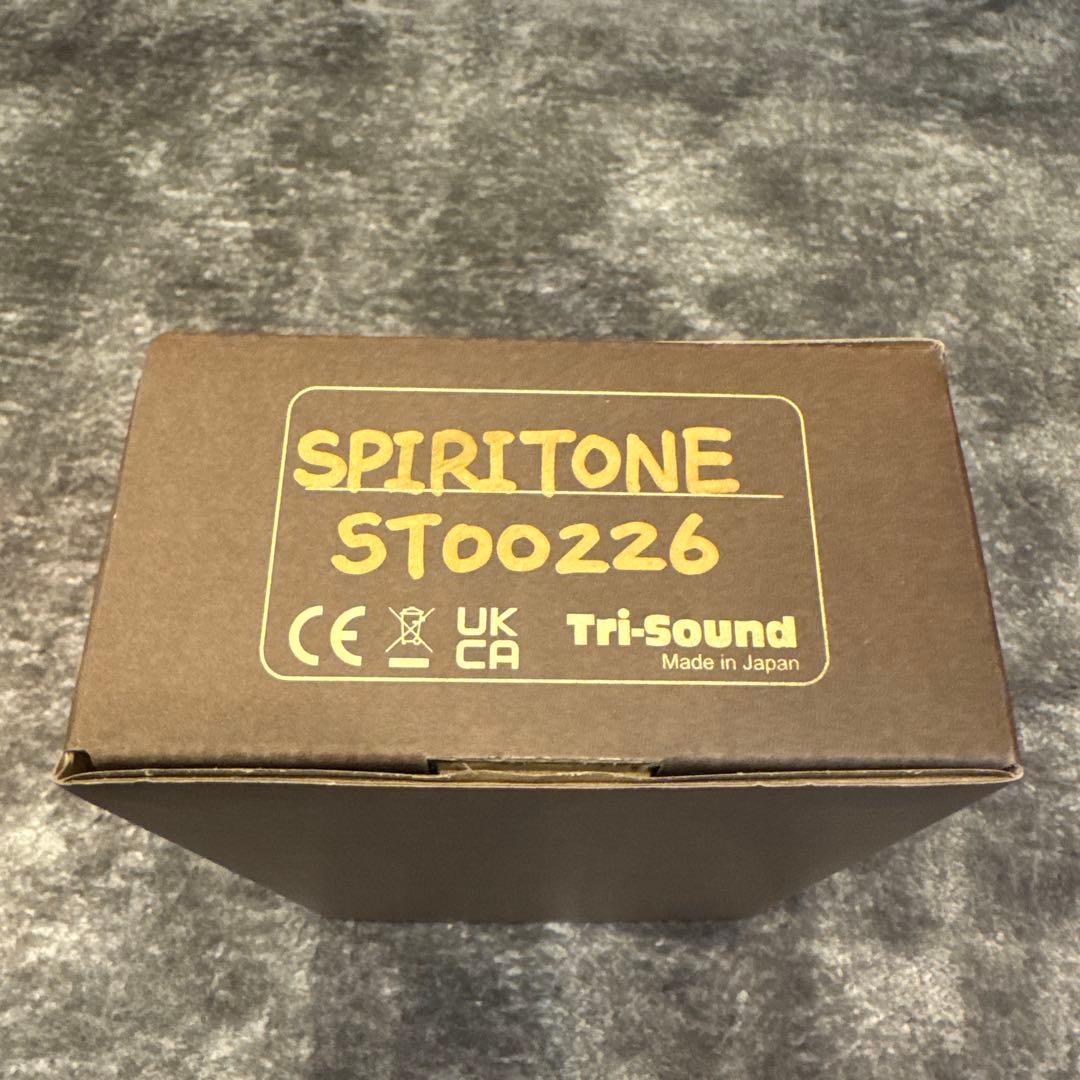 SPIRITONE
ST00226
CE UK CA Tri-Sound
Made in Japan